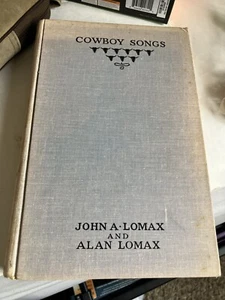 COWBOY SONGS
JOHN A·LOMAX
AND
ALAN LOMAX